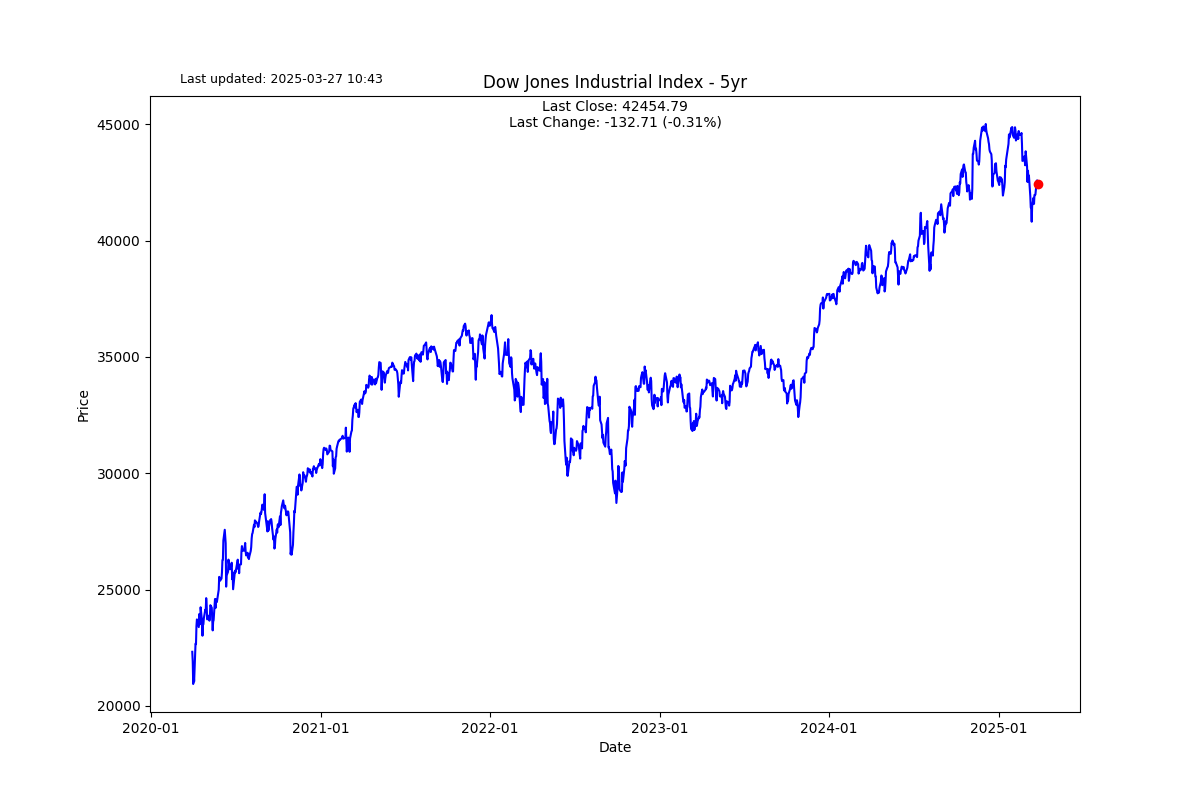 Last updated: 2025-03-27 10:43
Dow Jones Industrial Index - 5yr
Last Close: 42454.79
Last Change: -132.71 (-0.31%)
45000
40000
35000
30000
25000
20000
Price
2020-01 2021-01 2022-01 2023-01 2024-01 2025-01
Date